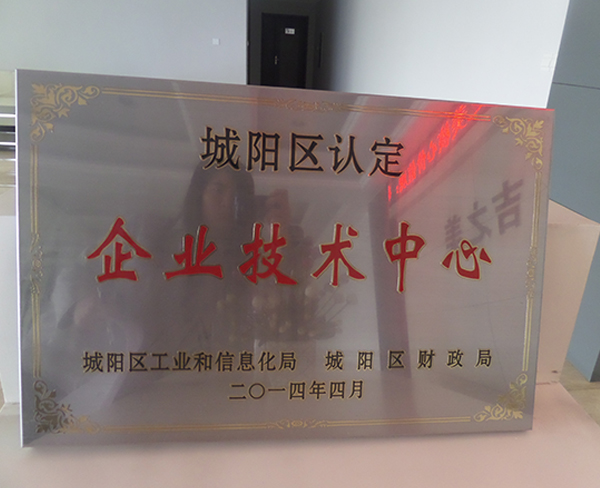 城阳区认定
企业技术中心
城阳区工业和信息化局 城阳区财政局
二〇一四年四月